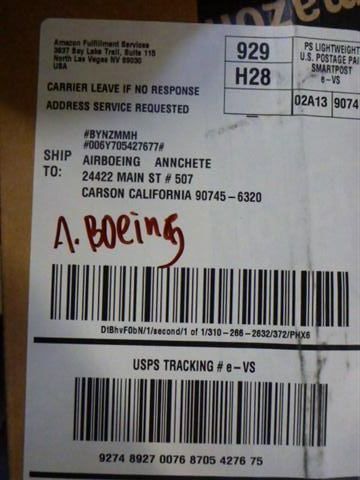 amazon
Amazon Fulfillment Services
3837 Bay Lake Trail, Suite 115
North Las Vegas NV 89030
USA
929
H28
PS LIGHTWEIGHT
U.S. POSTAGE PAI
SMARTPOST
e-VS
02A13 9074
CARRIER LEAVE IF NO RESPONSE
ADDRESS SERVICE REQUESTED
#BYNZMMH
#006Y705427677#
SHIP TO:
AIRBOEING ANNCHETE
24422 MAIN ST # 507
CARSON CALIFORNIA 90745-6320
A. BOeing
DtBhvF0bN/1/second/1 of 1/310-266-2632/372/PHX6
USPS TRACKING # e-VS
9274 8927 0076 8705 4276 75